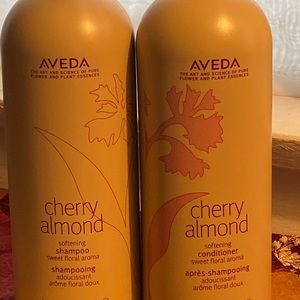 AVEDA
THE ART AND SCIENCE OF PURE
FLOWER AND PLANT ESSENCES
cherry
almond
softening
shampoo
sweet floral aroma
shampooing
adoucissant
arôme floral doux
AVEDA
THE ART AND SCIENCE OF PURE
FLOWER AND PLANT ESSENCES
cherry
almond
softening
conditioner
sweet floral aroma
après-shampooing
adoucissant
arôme floral doux